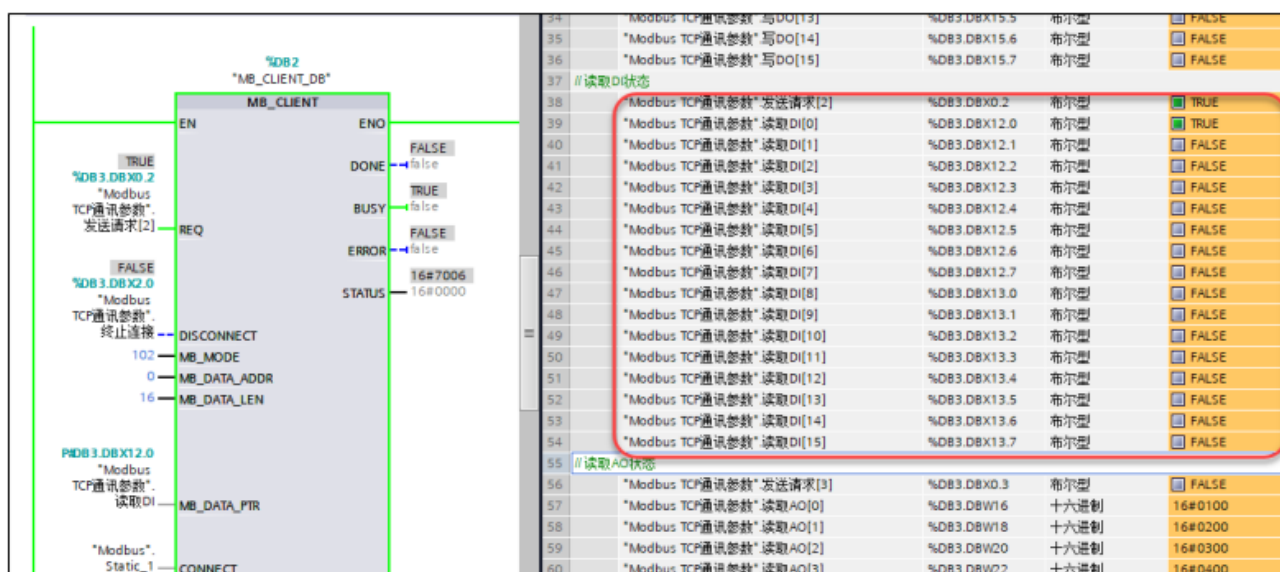 %DB2
"MB_CLIENT_DB"
MB_CLIENT
EN
ENO
FALSE
DONE
false
TRUE
%DB3.DBX0.2
"Modbus
TCP通讯参数".
发送请求[2]
REQ
TRUE
BUSY
false
FALSE
ERROR
false
16#7006
STATUS
16#0000
FALSE
%DB3.DBX2.0
"Modbus
TCP通讯参数".
终止连接
DISCONNECT
102
MB_MODE
0
MB_DATA_ADDR
16
MB_DATA_LEN
P#DB3.DBX12.0
"Modbus
TCP通讯参数".
读取DI
MB_DATA_PTR
"Modbus".
Static_1
CONNECT
34 "Modbus TCP通讯参数".写DO[13] %DB3.DBX15.5 布尔型 FALSE
35 "Modbus TCP通讯参数".写DO[14] %DB3.DBX15.6 布尔型 FALSE
36 "Modbus TCP通讯参数".写DO[15] %DB3.DBX15.7 布尔型 FALSE
37 //读取DI状态
38 "Modbus TCP通讯参数".发送请求[2] %DB3.DBX0.2 布尔型 TRUE
39 "Modbus TCP通讯参数".读取DI[0] %DB3.DBX12.0 布尔型 TRUE
40 "Modbus TCP通讯参数".读取DI[1] %DB3.DBX12.1 布尔型 FALSE
41 "Modbus TCP通讯参数".读取DI[2] %DB3.DBX12.2 布尔型 FALSE
42 "Modbus TCP通讯参数".读取DI[3] %DB3.DBX12.3 布尔型 FALSE
43 "Modbus TCP通讯参数".读取DI[4] %DB3.DBX12.4 布尔型 FALSE
44 "Modbus TCP通讯参数".读取DI[5] %DB3.DBX12.5 布尔型 FALSE
45 "Modbus TCP通讯参数".读取DI[6] %DB3.DBX12.6 布尔型 FALSE
46 "Modbus TCP通讯参数".读取DI[7] %DB3.DBX12.7 布尔型 FALSE
47 "Modbus TCP通讯参数".读取DI[8] %DB3.DBX13.0 布尔型 FALSE
48 "Modbus TCP通讯参数".读取DI[9] %DB3.DBX13.1 布尔型 FALSE
49 "Modbus TCP通讯参数".读取DI[10] %DB3.DBX13.2 布尔型 FALSE
50 "Modbus TCP通讯参数".读取DI[11] %DB3.DBX13.3 布尔型 FALSE
51 "Modbus TCP通讯参数".读取DI[12] %DB3.DBX13.4 布尔型 FALSE
52 "Modbus TCP通讯参数".读取DI[13] %DB3.DBX13.5 布尔型 FALSE
53 "Modbus TCP通讯参数".读取DI[14] %DB3.DBX13.6 布尔型 FALSE
54 "Modbus TCP通讯参数".读取DI[15] %DB3.DBX13.7 布尔型 FALSE
55 //读取AO状态
56 "Modbus TCP通讯参数".发送请求[3] %DB3.DBX0.3 布尔型 FALSE
57 "Modbus TCP通讯参数".读取AO[0] %DB3.DBW16 十六进制 16#0100
58 "Modbus TCP通讯参数".读取AO[1] %DB3.DBW18 十六进制 16#0200
59 "Modbus TCP通讯参数".读取AO[2] %DB3.DBW20 十六进制 16#0300
60 "Modbus TCP通讯参数".读取AO[3] %DB3.DBW22 十六进制 16#0400